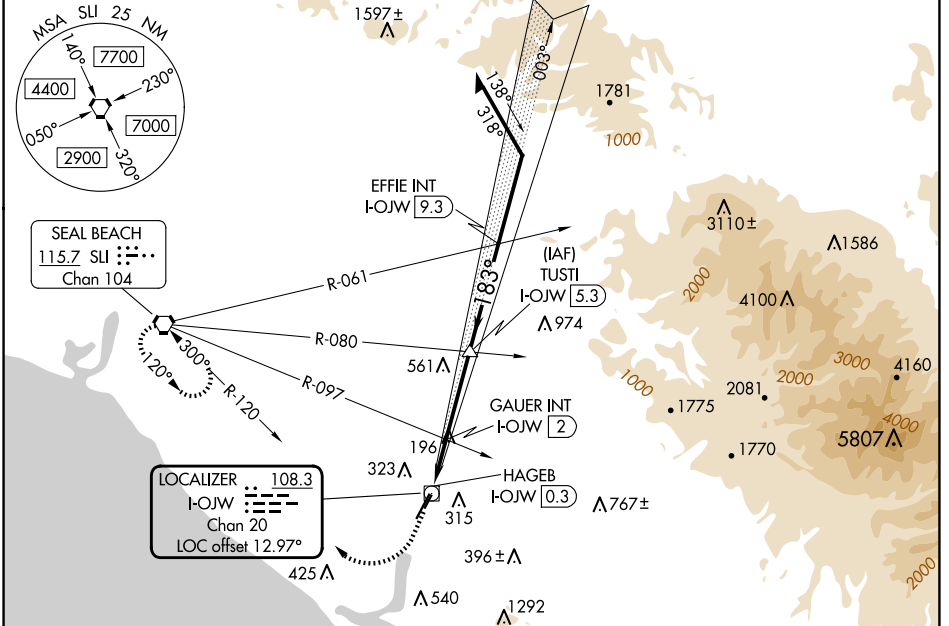 MSA SLI 25 NM
140°
7700
4400
230°
050°
7000
2900
320°
1597±
003°
138°
318°
1781
1000
EFFIE INT
I-OJW 9.3
SEAL BEACH
115.7 SLI
Chan 104
R-061
183°
(IAF)
TUSTI
I-OJW 5.3
974
3110±
1586
2000
4100
R-080
561
300°
120°
R-120
R-097
GAUER INT
I-OJW 2
1000
1775
2081
2000
3000
4160
4000
5807
1770
196
323
HAGEB
I-OJW 0.3
LOCALIZER 108.3
I-OJW
Chan 20
LOC offset 12.97°
315
767±
396±
425
540
1292
2000